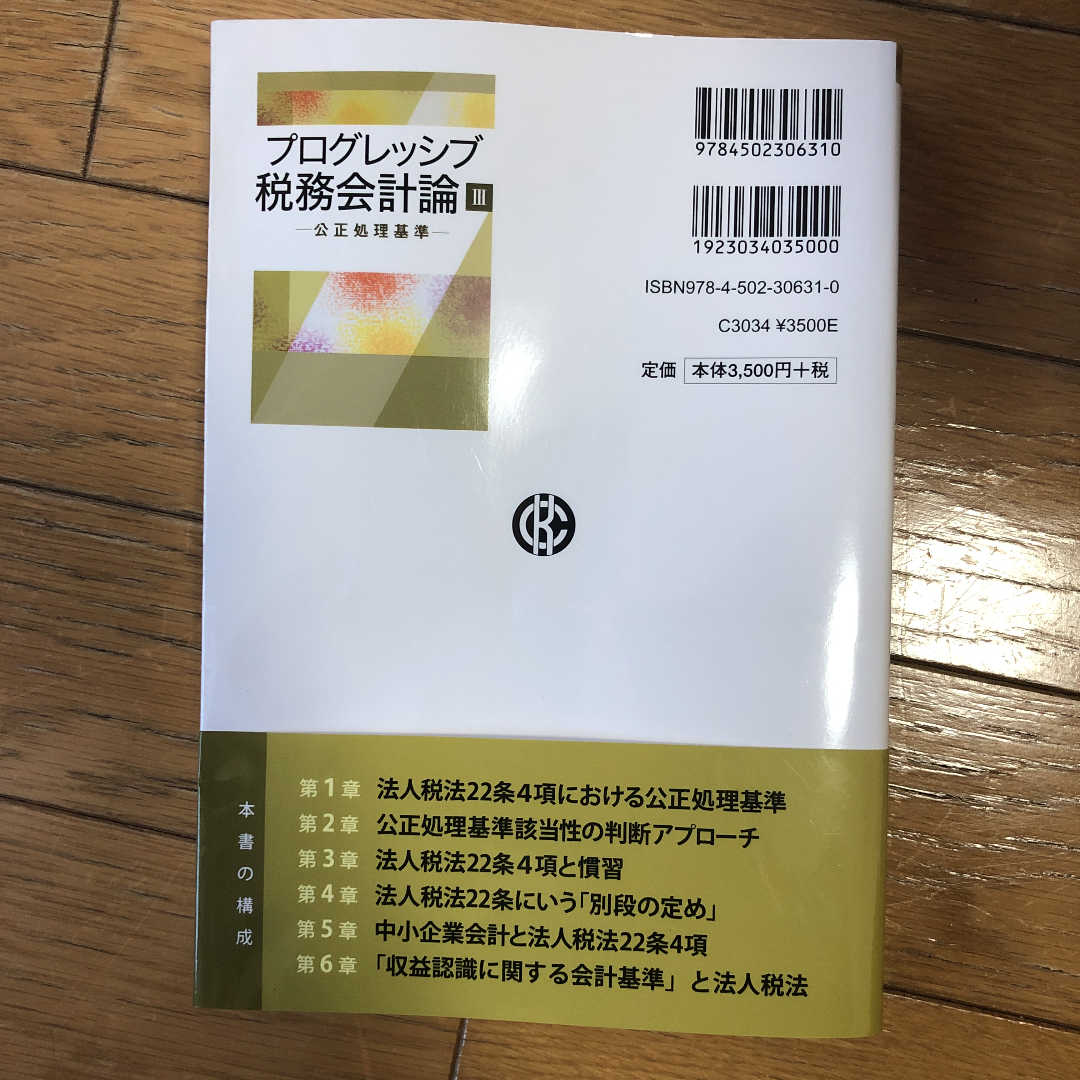 プログレッシブ
税務会計論 III
―公正処理基準―
9784502306310
1923034035000
ISBN978-4-502-30631-0
C3034 ¥3500E
定価 本体3,500円+税
本書の構成
第1章 法人税法22条4項における公正処理基準
第2章 公正処理基準該当性の判断アプローチ
第3章 法人税法22条4項と慣習
第4章 法人税法22条にいう「別段の定め」
第5章 中小企業会計と法人税法22条4項
第6章 「収益認識に関する会計基準」と法人税法